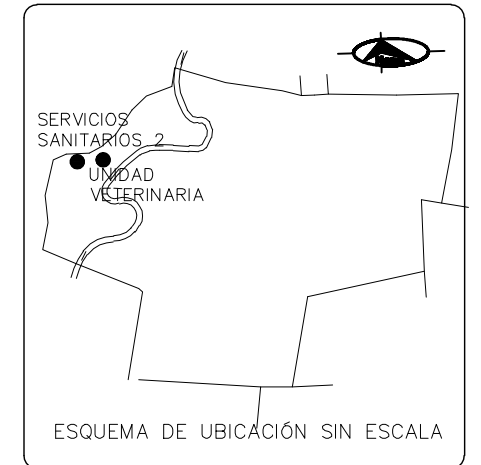 SERVICIOS
SANITARIOS 2
UNIDAD
VETERINARIA
ESQUEMA DE UBICACIÓN SIN ESCALA